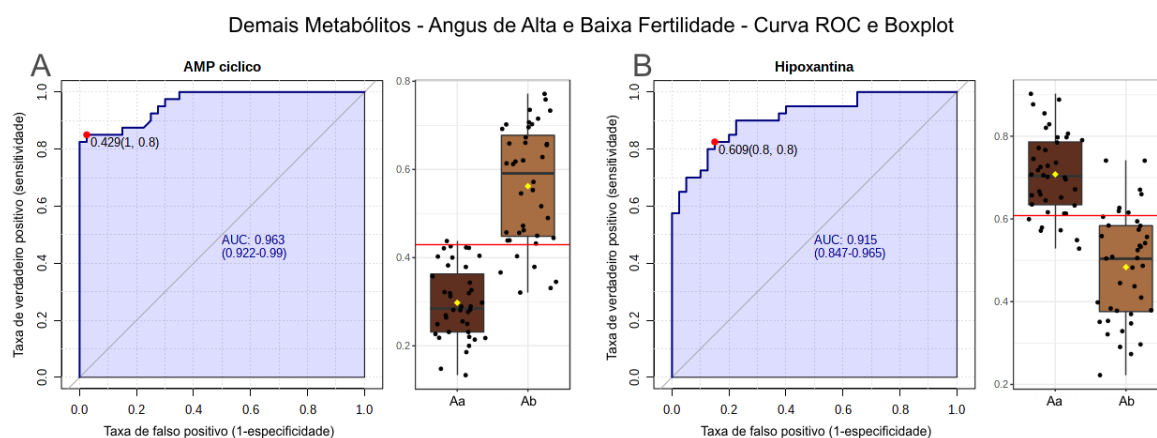 Demais Metabólitos - Angus de Alta e Baixa Fertilidade - Curva ROC e Boxplot
A
AMP ciclico
Taxa de verdadeiro positivo (sensitividade)
1.0
0.8
0.6
0.4
0.2
0.0
0.429(1, 0.8)
AUC: 0.963
(0.922-0.99)
0.0 0.2 0.4 0.6 0.8 1.0
Taxa de falso positivo (1-especificidade)
0.8
0.6
0.4
0.2
Aa Ab
B
Hipoxantina
Taxa de verdadeiro positivo (sensitividade)
1.0
0.8
0.6
0.4
0.2
0.0
0.609(0.8, 0.8)
AUC: 0.915
(0.847-0.965)
0.0 0.2 0.4 0.6 0.8 1.0
Taxa de falso positivo (1-especificidade)
0.8
0.6
0.4
0.2
Aa Ab